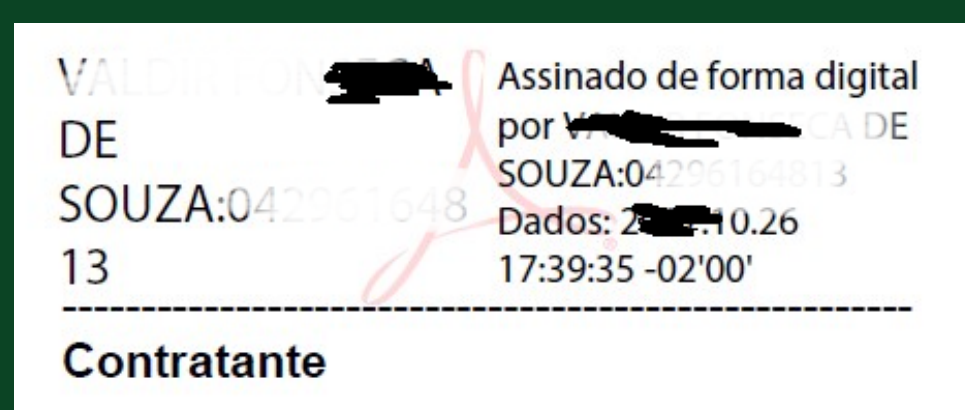 VALDIR
DE
SOUZA:042961648
13
Assinado de forma digital
por DE
SOUZA:04296164813
Dados: 10.26
17:39:35 -02'00'
Contratante